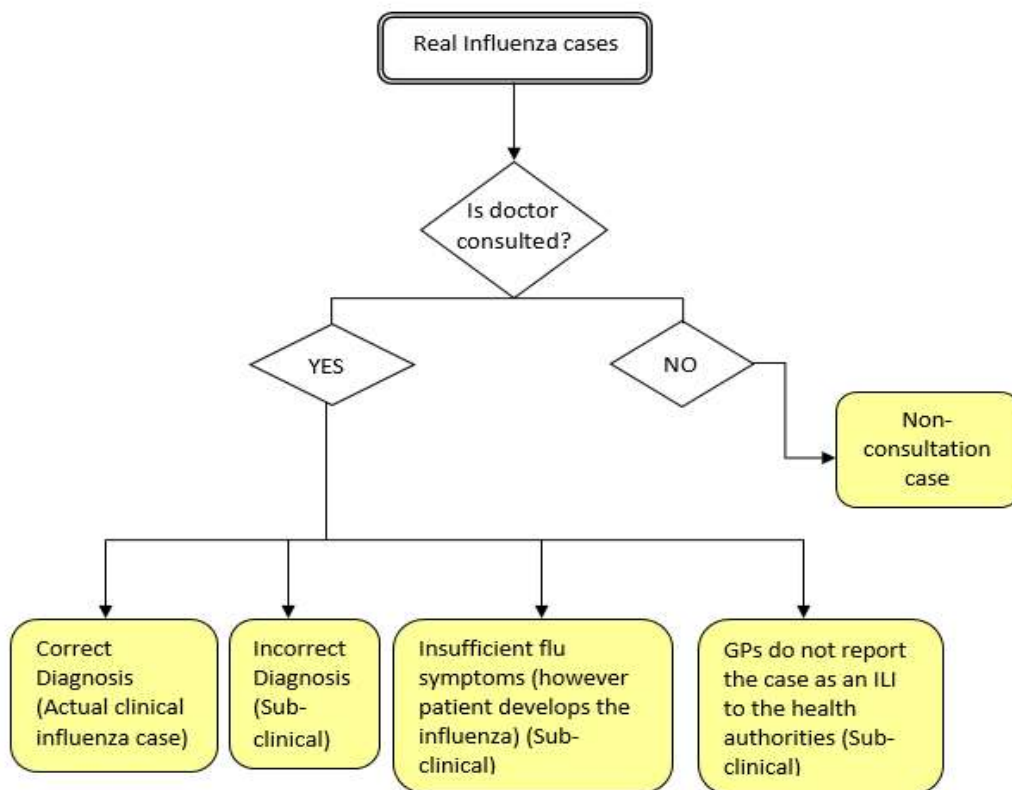 Real Influenza cases
Is doctor
consulted?
YES
NO
Non-
consultation
case
Correct
Diagnosis
(Actual clinical
influenza case)
Incorrect
Diagnosis
(Sub-
clinical)
Insufficient flu
symptoms (however
patient develops the
influenza) (Sub-
clinical)
GPs do not report
the case as an ILI
to the health
authorities (Sub-
clinical)